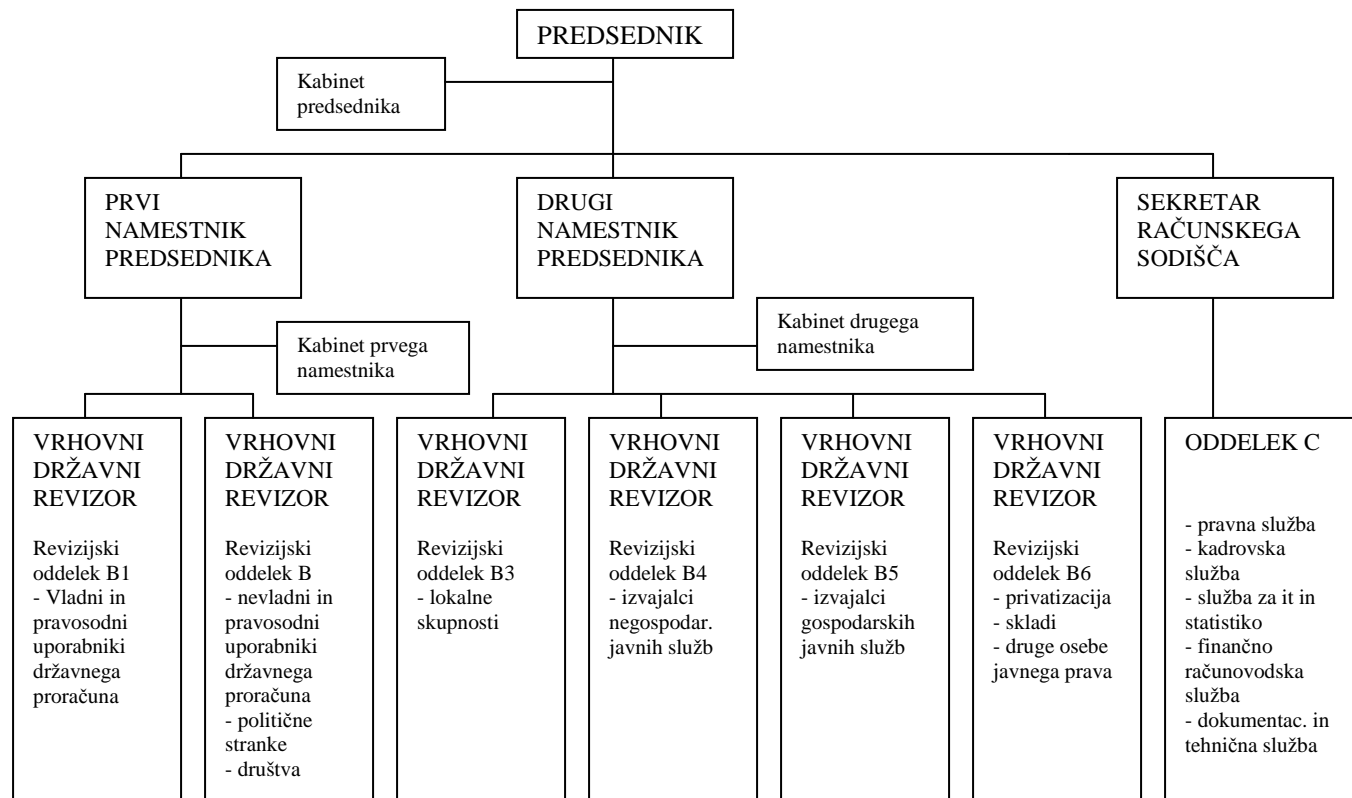 PREDSEDNIK
Kabinet
predsednika
PRVI
NAMESTNIK
PREDSEDNIKA
DRUGI
NAMESTNIK
PREDSEDNIKA
SEKRETAR
RAČUNSKEGA
SODIŠČA
Kabinet prvega
namestnika
Kabinet drugega
namestnika
VRHOVNI
DRŽAVNI
REVIZOR
Revizijski
oddelek B1
- Vladni in
pravosodni
uporabniki
državnega
proračuna
VRHOVNI
DRŽAVNI
REVIZOR
Revizijski
oddelek B
- nevladni in
pravosodni
uporabniki
državnega
proračuna
- politične
stranke
- društva
VRHOVNI
DRŽAVNI
REVIZOR
Revizijski
oddelek B3
- lokalne
skupnosti
VRHOVNI
DRŽAVNI
REVIZOR
Revizijski
oddelek B4
- izvajalci
negospodar.
javnih služb
VRHOVNI
DRŽAVNI
REVIZOR
Revizijski
oddelek B5
- izvajalci
gospodarskih
javnih služb
VRHOVNI
DRŽAVNI
REVIZOR
Revizijski
oddelek B6
- privatizacija
- skladi
- druge osebe
javnega prava
ODDELEK C
- pravna služba
- kadrovska
služba
- služba za it in
statistiko
- finančno
računovodska
služba
- dokumentac. in
tehnična služba